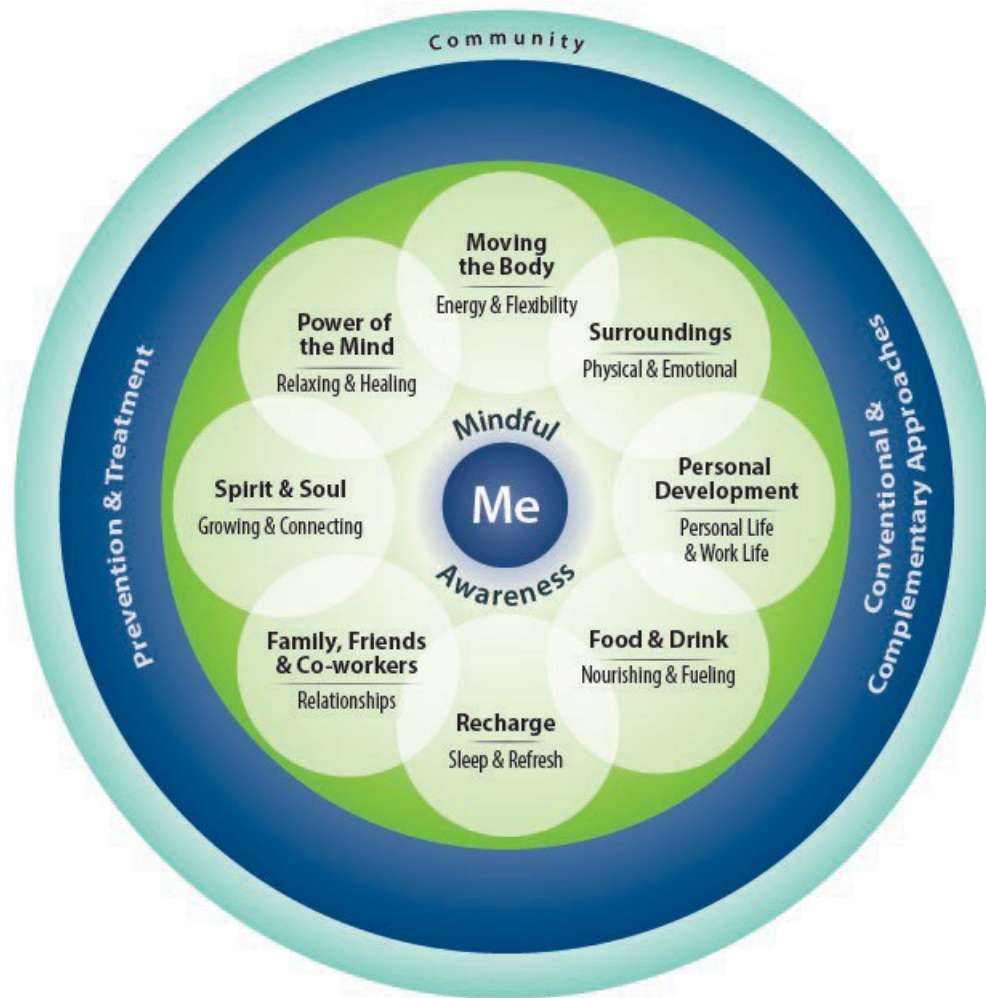 Community
Moving
the Body
Energy & Flexibility
Surroundings
Physical & Emotional
Personal
Development
Personal Life
& Work Life
Food & Drink
Nourishing & Fueling
Recharge
Sleep & Refresh
Family, Friends
& Co-workers
Relationships
Spirit & Soul
Growing & Connecting
Power of
the Mind
Relaxing & Healing
Mindful
Me
Awareness
Prevention & Treatment
Conventional &
Complementary Approaches